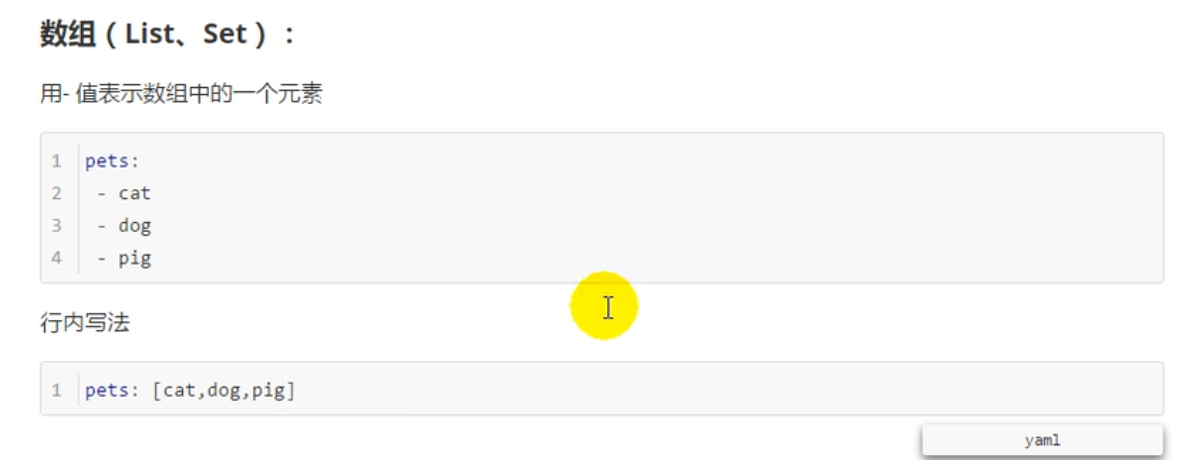 数组（List、Set）：
用- 值表示数组中的一个元素
1 pets:
2  - cat
3  - dog
4  - pig
行内写法
1 pets: [cat,dog,pig]
yaml